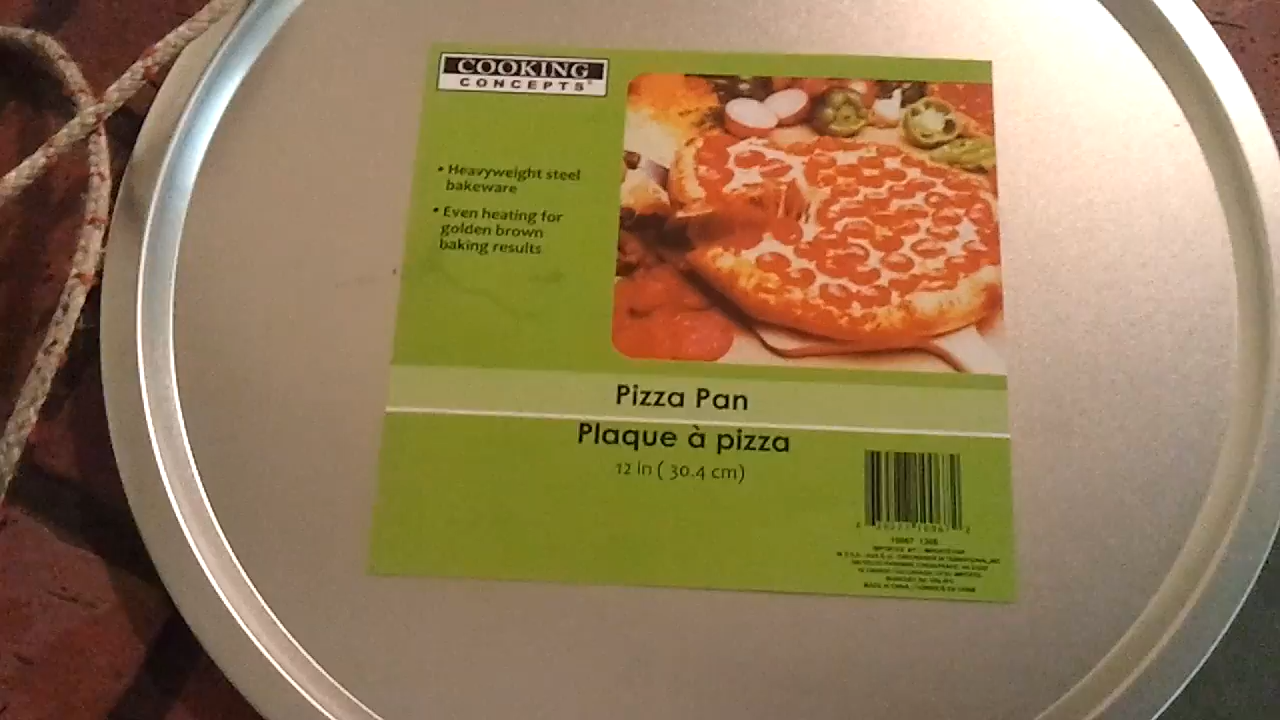 COOKING
CONCEPTS®
• Heavyweight steel
bakeware
• Even heating for
golden brown
baking results
Pizza Pan
Plaque à pizza
12 in ( 30.4 cm)